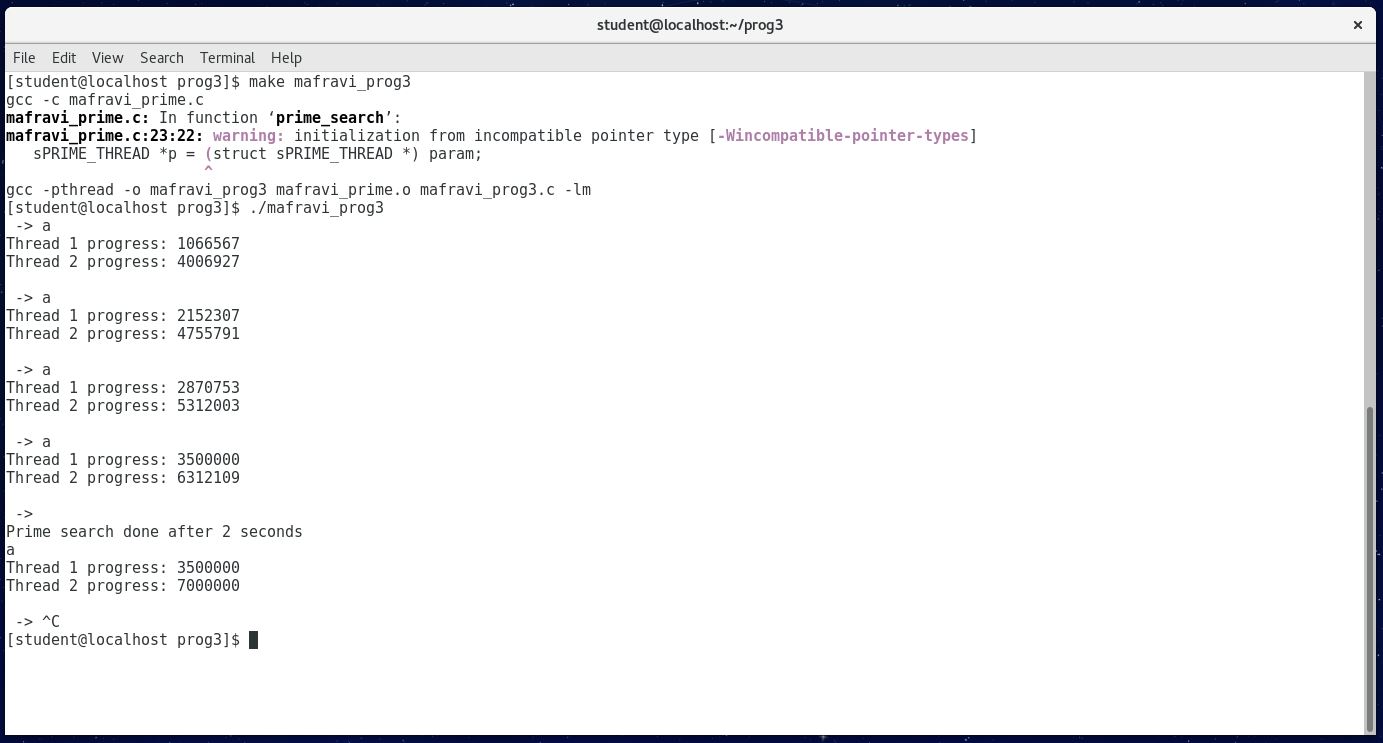 student@localhost:~/prog3
File Edit View Search Terminal Help
[student@localhost prog3]$ make mafravi_prog3
gcc -c mafravi_prime.c
mafravi_prime.c: In function ‘prime_search’:
mafravi_prime.c:23:22: warning: initialization from incompatible pointer type [-Wincompatible-pointer-types]
   sPRIME_THREAD *p = (struct sPRIME_THREAD *) param;
                      ^
gcc -pthread -o mafravi_prog3 mafravi_prime.o mafravi_prog3.c -lm
[student@localhost prog3]$ ./mafravi_prog3
 -> a
Thread 1 progress: 1066567
Thread 2 progress: 4006927

 -> a
Thread 1 progress: 2152307
Thread 2 progress: 4755791

 -> a
Thread 1 progress: 2870753
Thread 2 progress: 5312003

 -> a
Thread 1 progress: 3500000
Thread 2 progress: 6312109

 ->
Prime search done after 2 seconds
a
Thread 1 progress: 3500000
Thread 2 progress: 7000000

 -> ^C
[student@localhost prog3]$